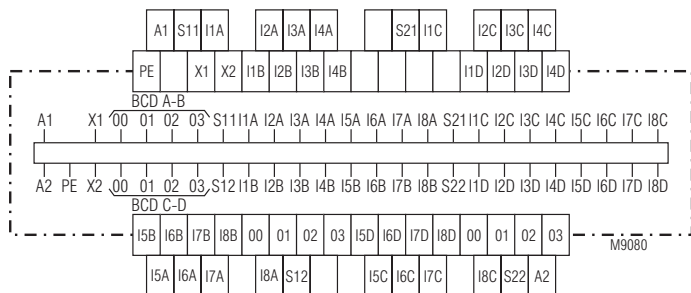 A1 S11 I1A I2A I3A I4A S21 I1C I2C I3C I4C
PE X1 X2 I1B I2B I3B I4B I1D I2D I3D I4D
BCD A-B
A1 X1 00 01 02 03 S11 I1A I2A I3A I4A I5A I6A I7A I8A S21 I1C I2C I3C I4C I5C I6C I7C I8C
A2 PE X2 00 01 02 03 S12 I1B I2B I3B I4B I5B I6B I7B I8B S22 I1D I2D I3D I4D I5D I6D I7D I8D
BCD C-D
I5B I6B I7B I8B 00 01 02 03 I5D I6D I7D I8D 00 01 02 03
M9080
I5A I6A I7A I8A S12 I5C I6C I7C I8C S22 A2